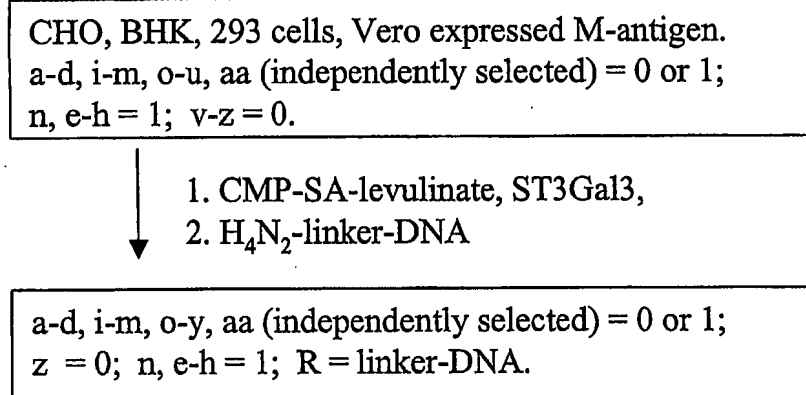 CHO, BHK, 293 cells, Vero expressed M-antigen.
a-d, i-m, o-u, aa (independently selected) = 0 or 1;
n, e-h = 1; v-z = 0.
1. CMP-SA-levulinate, ST3Gal3,
2. H₄N₂-linker-DNA
a-d, i-m, o-y, aa (independently selected) = 0 or 1;
z = 0; n, e-h = 1; R = linker-DNA.